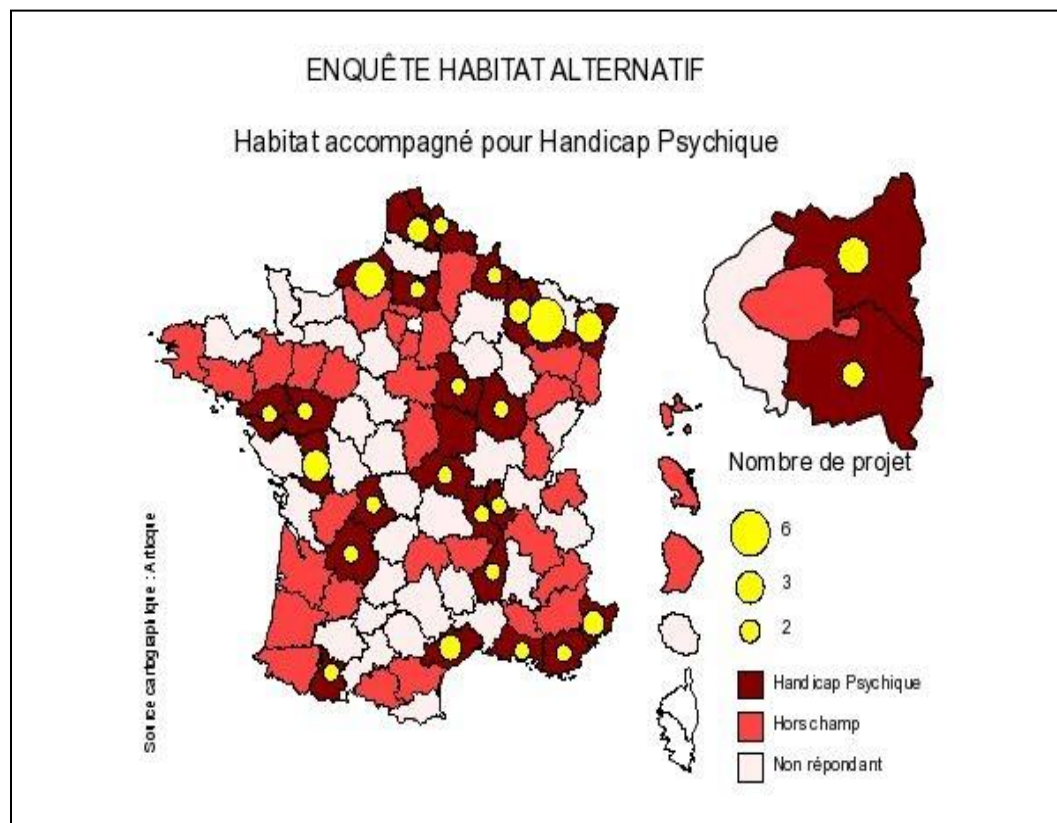 ENQUÊTE HABITAT ALTERNATIF
Habitat accompagné pour Handicap Psychique
Nombre de projet
6
3
2
Handicap Psychique
Hors champ
Non répondant
Source cartographique : Articque